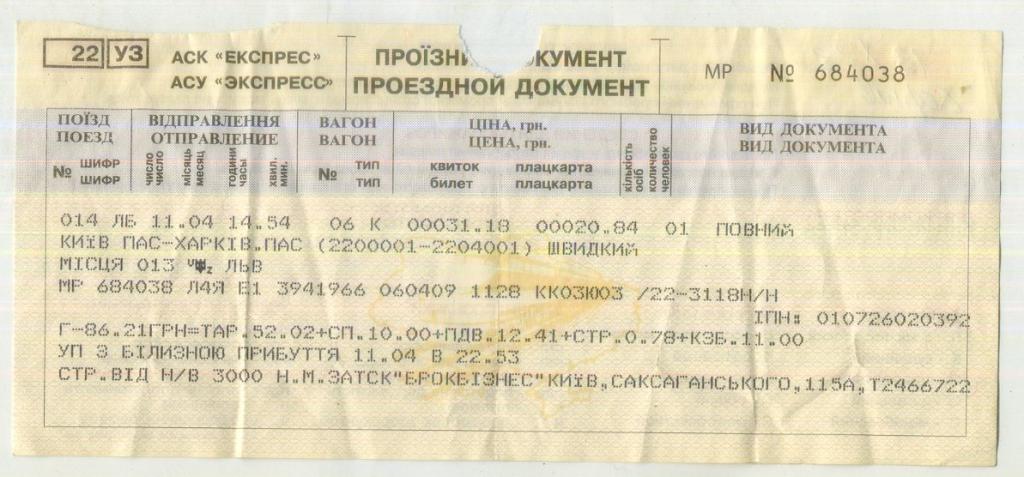 22 УЗ АСК «ЕКСПРЕС» ПРОЇЗНИ ДОКУМЕНТ МР № 684038
АСУ «ЭКСПРЕСС» ПРОЕЗДНОЙ ДОКУМЕНТ
ПОЇЗД ВІДПРАВЛЕННЯ ВАГОН ЦІНА, грн. ВИД ДОКУМЕНТА
ПОЕЗД ОТПРАВЛЕНИЕ ВАГОН ЦЕНА, грн. ВИД ДОКУМЕНТА
№ ШИФР ШИФР число число місяць месяц години часы хвил. мин. № ТИП ТИП квиток билет плацкарта плацкарта кількість осіб количество человек
014 ЛБ 11.04 14.54 06 К 00031.18 00020.84 01 ПОВНИЙ
КИЇВ ПАС-ХАРКІВ.ПАС (2200001-2204001) ШВИДКИЙ
МІСЦЯ 013 ЛЬВ
МР 684038 Л4Я Е1 3941966 060409 1128 ККОЗЮ03 /22-3118Н/Н
ІПН: 010726020392
Г-86.21ГРН=ТАР.52.02+СП.10.00+ПДВ.12.41+СТР.0.78+КЗБ.11.00
УП З БІЛИЗНОЮ ПРИБУТТЯ 11.04 В 22.53
СТР.ВІД Н/В 3000 Н.М.ЗАТСК"БРОКБІЗНЕС"КИЇВ,САКСАГАНСЬКОГО,115А,Т2466722